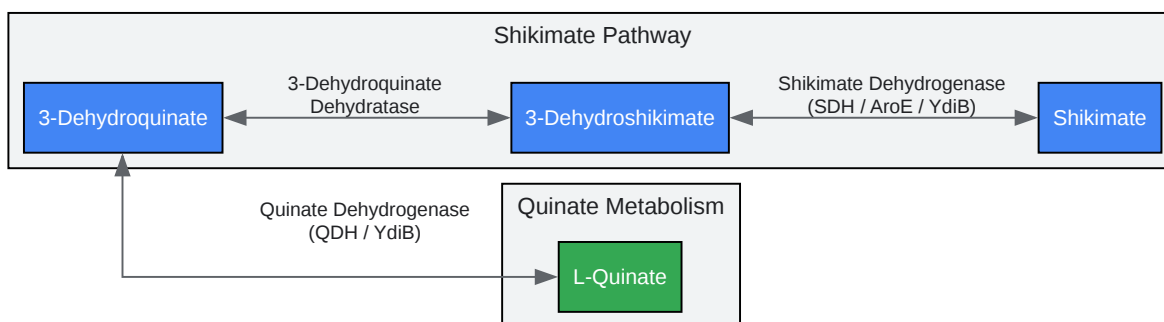 Shikimate Pathway
3-Dehydroquinate
3-Dehydroquinate
Dehydratase
3-Dehydroshikimate
Shikimate Dehydrogenase
(SDH / AroE / YdiB)
Shikimate
Quinate Dehydrogenase
(QDH / YdiB)
Quinate Metabolism
L-Quinate